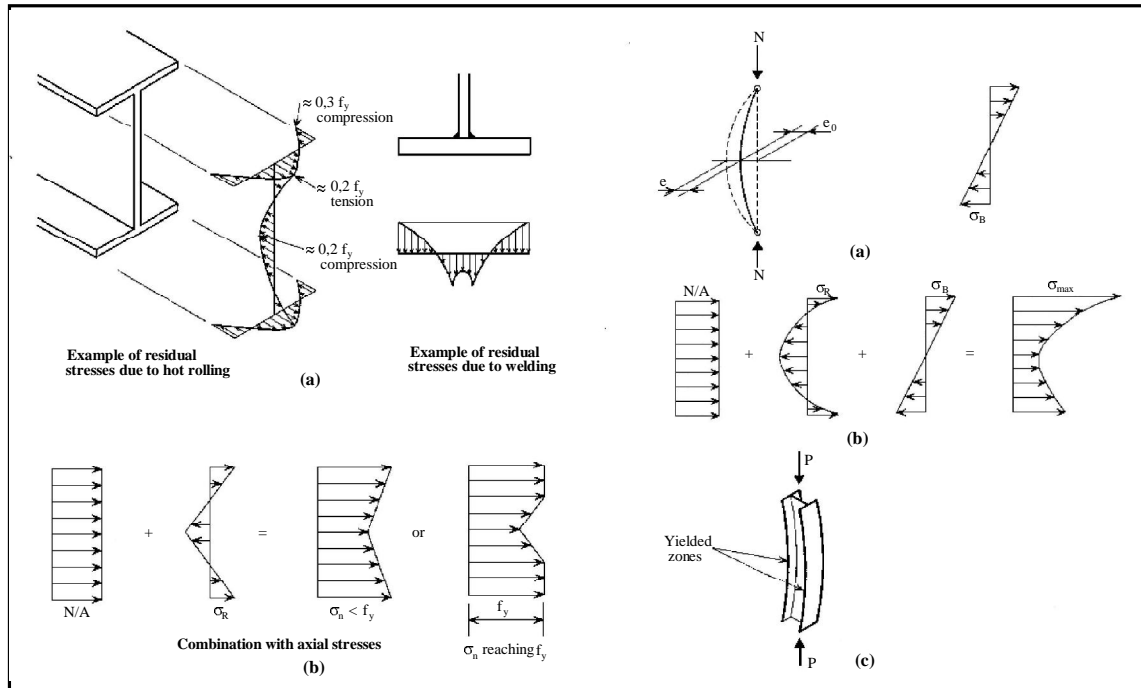 ≈ 0,3 f_y
compression
≈ 0,2 f_y
tension
≈ 0,2 f_y
compression
Example of residual
stresses due to hot rolling
(a)
Example of residual
stresses due to welding
N/A
+
σ_R
=
σ_n < f_y
or
f_y
σ_n reaching f_y
Combination with axial stresses
(b)
N
e_0
e
N
σ_B
(a)
N/A
+
σ_R
+
σ_B
=
σ_max
(b)
P
Yielded
zones
P
(c)